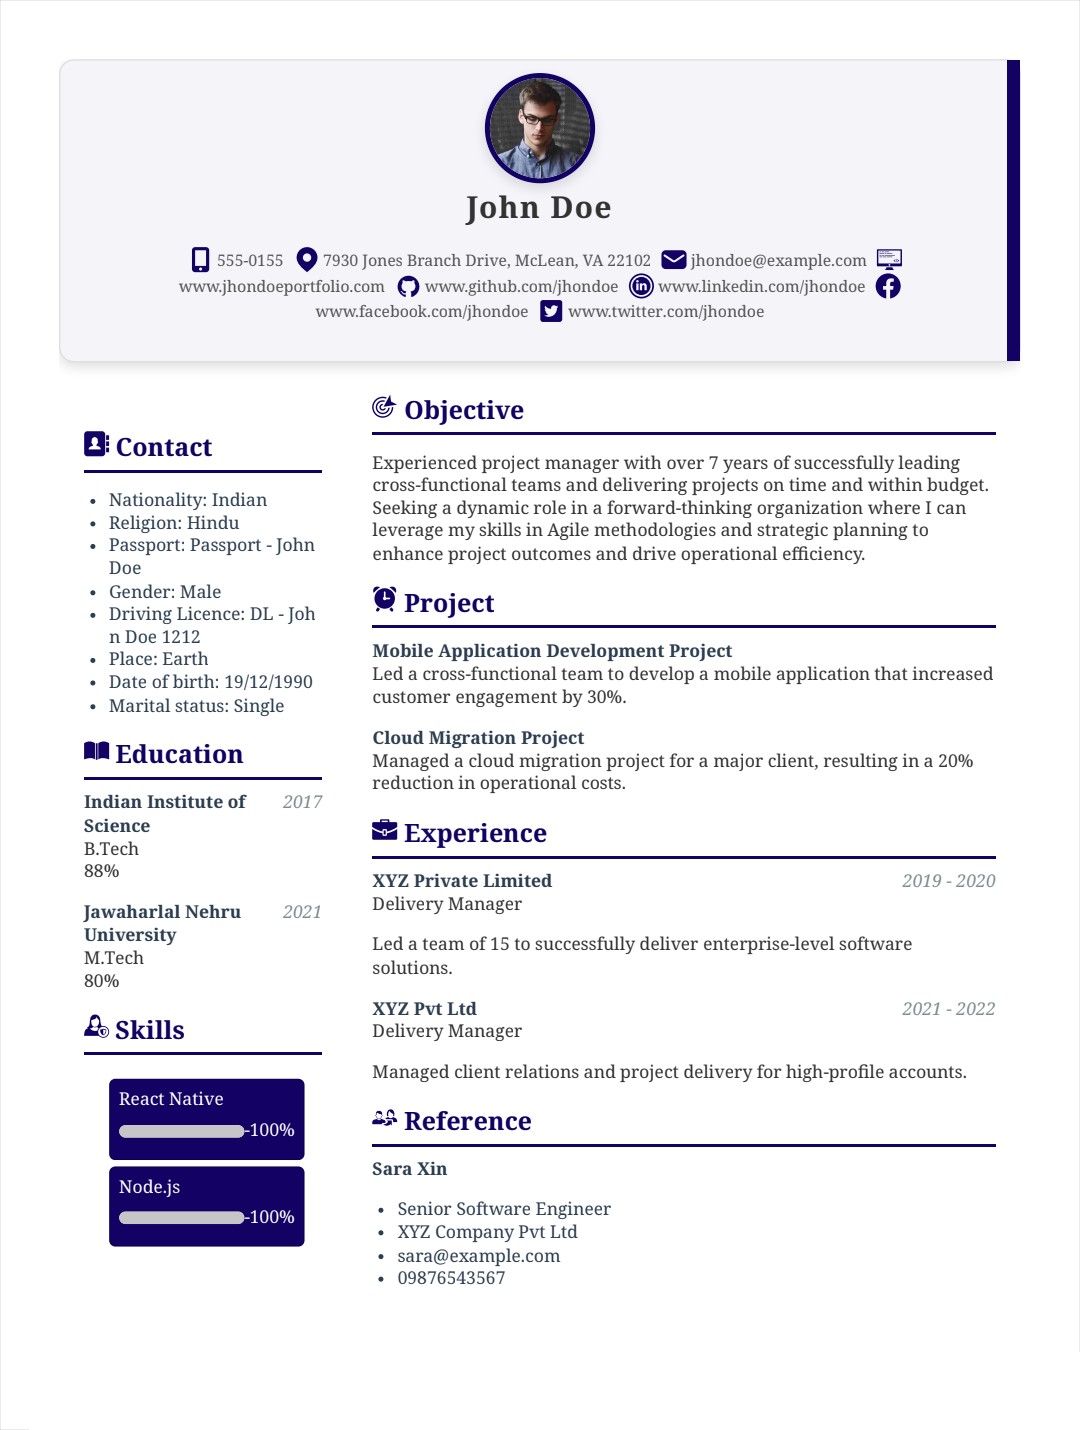 John Doe
555-0155 7930 Jones Branch Drive, McLean, VA 22102 jhondoe@example.com
www.jhondoeportfolio.com www.github.com/jhondoe www.linkedin.com/jhondoe
www.facebook.com/jhondoe www.twitter.com/jhondoe
Contact
• Nationality: Indian
• Religion: Hindu
• Passport: Passport - John
Doe
• Gender: Male
• Driving Licence: DL - Joh
n Doe 1212
• Place: Earth
• Date of birth: 19/12/1990
• Marital status: Single
Education
Indian Institute of 2017
Science
B.Tech
88%
Jawaharlal Nehru 2021
University
M.Tech
80%
Skills
React Native
-100%
Node.js
-100%
Objective
Experienced project manager with over 7 years of successfully leading
cross-functional teams and delivering projects on time and within budget.
Seeking a dynamic role in a forward-thinking organization where I can
leverage my skills in Agile methodologies and strategic planning to
enhance project outcomes and drive operational efficiency.
Project
Mobile Application Development Project
Led a cross-functional team to develop a mobile application that increased
customer engagement by 30%.
Cloud Migration Project
Managed a cloud migration project for a major client, resulting in a 20%
reduction in operational costs.
Experience
XYZ Private Limited 2019 - 2020
Delivery Manager
Led a team of 15 to successfully deliver enterprise-level software
solutions.
XYZ Pvt Ltd 2021 - 2022
Delivery Manager
Managed client relations and project delivery for high-profile accounts.
Reference
Sara Xin
• Senior Software Engineer
• XYZ Company Pvt Ltd
• sara@example.com
• 09876543567